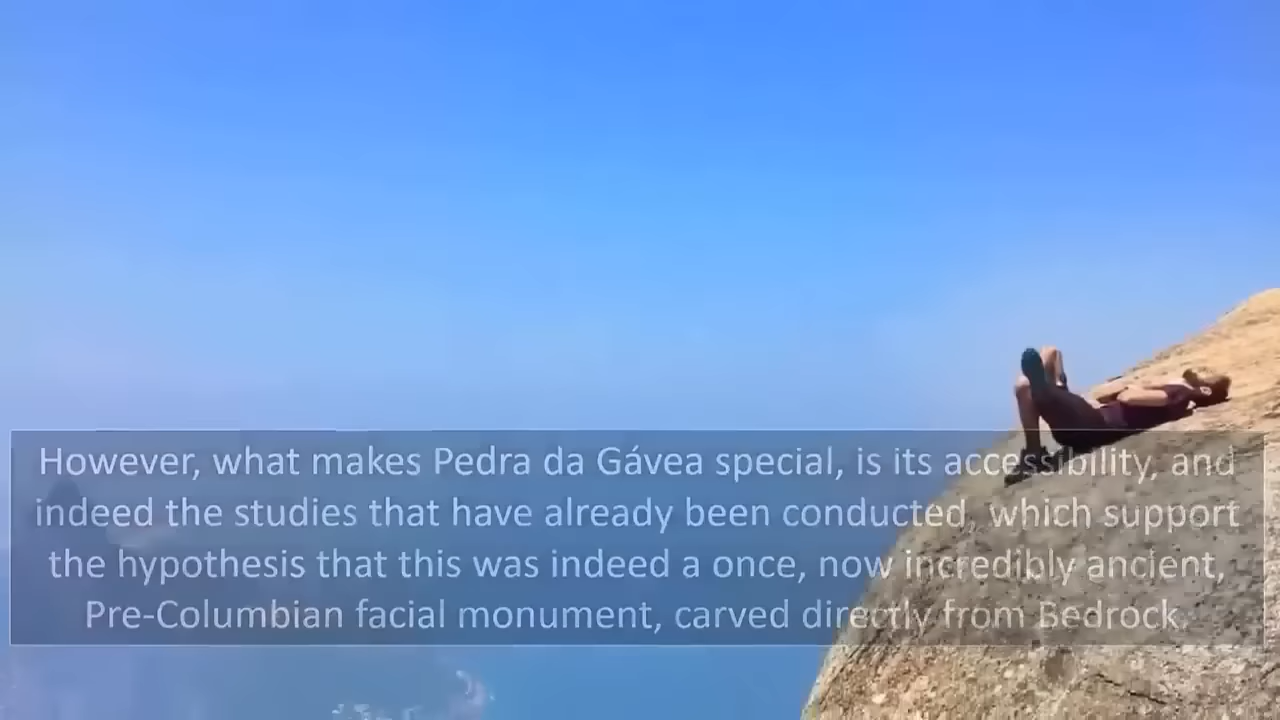 However, what makes Pedra da Gávea special, is its accessibility, and
indeed the studies that have already been conducted, which support
the hypothesis that this was indeed a once, now incredibly ancient,
Pre-Columbian facial monument, carved directly from Bedrock.